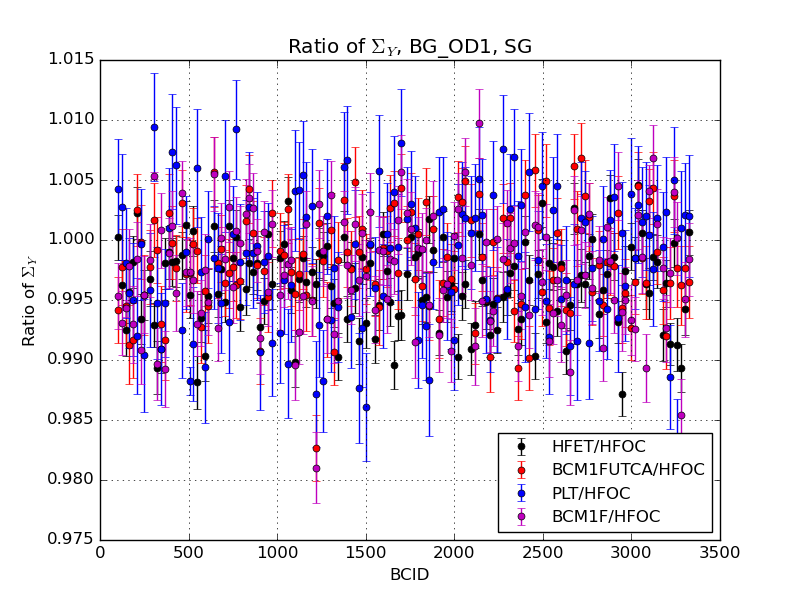 Ratio of Σ_Y, BG_OD1, SG
1.015
1.010
1.005
1.000
0.995
0.990
0.985
0.980
0.975
Ratio of Σ_Y
HFET/HFOC
BCM1FUTCA/HFOC
PLT/HFOC
BCM1F/HFOC
0 500 1000 1500 2000 2500 3000 3500
BCID